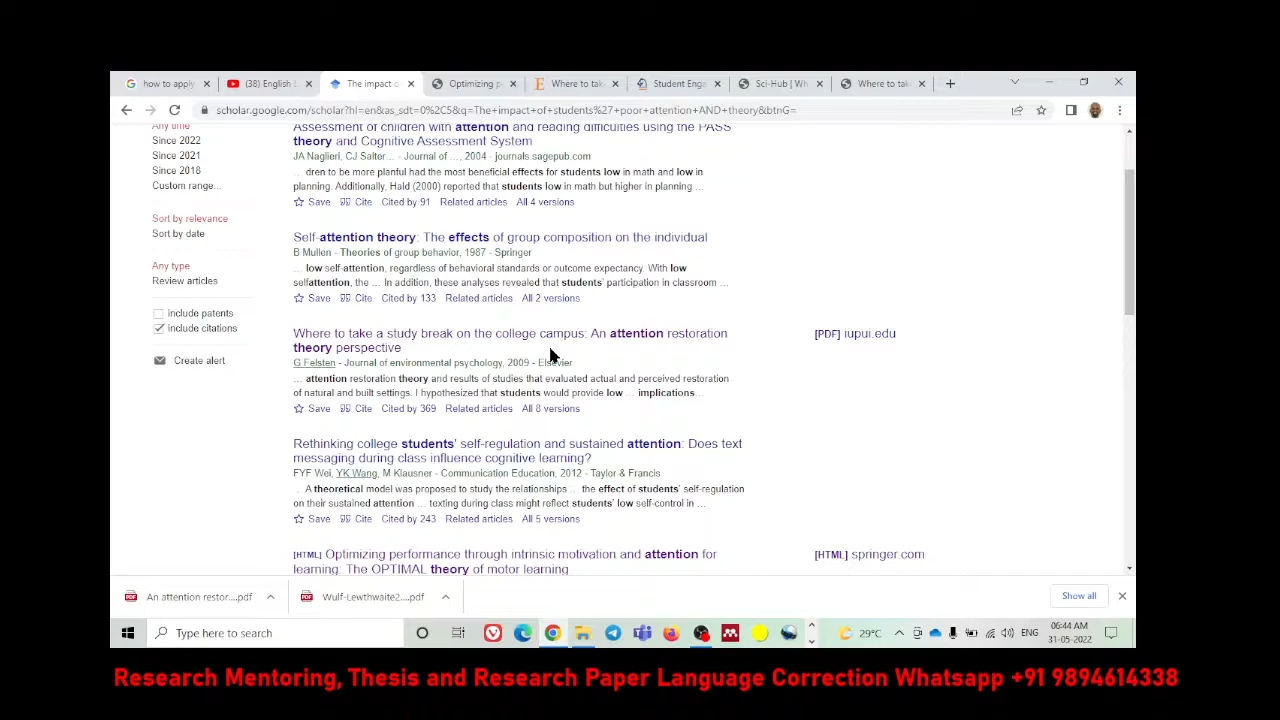 how to apply
(38) English E
The impact o
Optimizing p
Where to tak
Student Enga
Sci-Hub | Wh
Where to tak
scholar.google.com/scholar?hl=en&as_sdt=0%2C5&q=The+impact+of+students%27+poor+attention+AND+theory&btnG=
Any time
Since 2022
Since 2021
Since 2018
Custom range...
Sort by relevance
Sort by date
Any type
Review articles
include patents
include citations
Create alert
Assessment of children with attention and reading difficulties using the PASS
theory and Cognitive Assessment System
JA Naglieri, CJ Salter... - Journal of ..., 2004 - journals.sagepub.com
... dren to be more planful had the most beneficial effects for students low in math and low in
planning. Additionally, Hald (2000) reported that students low in math but higher in planning ...
Save Cite Cited by 91 Related articles All 4 versions
Self-attention theory: The effects of group composition on the individual
B Mullen - Theories of group behavior, 1987 - Springer
... low self-attention, regardless of behavioral standards or outcome expectancy. With low
selfattention, the ... In addition, these analyses revealed that students' participation in classroom ...
Save Cite Cited by 133 Related articles All 2 versions
Where to take a study break on the college campus: An attention restoration
theory perspective
[PDF] iupui.edu
G Felsten - Journal of environmental psychology, 2009 - Elsevier
... attention restoration theory and results of studies that evaluated actual and perceived restoration
of natural and built settings. I hypothesized that students would provide low ... implications...
Save Cite Cited by 369 Related articles All 8 versions
Rethinking college students' self-regulation and sustained attention: Does text
messaging during class influence cognitive learning?
FYF Wei, YK Wang, M Klausner - Communication Education, 2012 - Taylor & Francis
... A theoretical model was proposed to study the relationships ... the effect of students' self-regulation
on their sustained attention ... texting during class might reflect students' low self-control in ...
Save Cite Cited by 243 Related articles All 5 versions
[HTML] Optimizing performance through intrinsic motivation and attention for
learning: The OPTIMAL theory of motor learning
[HTML] springer.com
An attention restor....pdf
Wulf-Lewthwaite2....pdf
Show all
Type here to search
29°C
ENG
06:44 AM
31-05-2022
Research Mentoring, Thesis and Research Paper Language Correction Whatsapp +91 9894614338